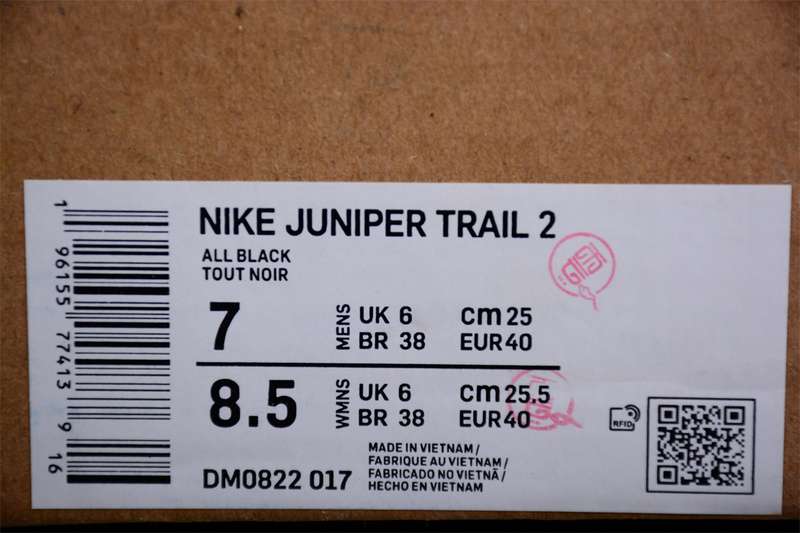 NIKE JUNIPER TRAIL 2
ALL BLACK
TOUT NOIR
7 MENS UK 6 cm 25
BR 38 EUR 40
8.5 WMNS UK 6 cm 25.5
BR 38 EUR 40
DM0822 017
MADE IN VIETNAM /
FABRIQUE AU VIETNAM /
FABRICADO NO VIETNÃ /
HECHO EN VIETNAM
RFID
1 96155 77413 9 16